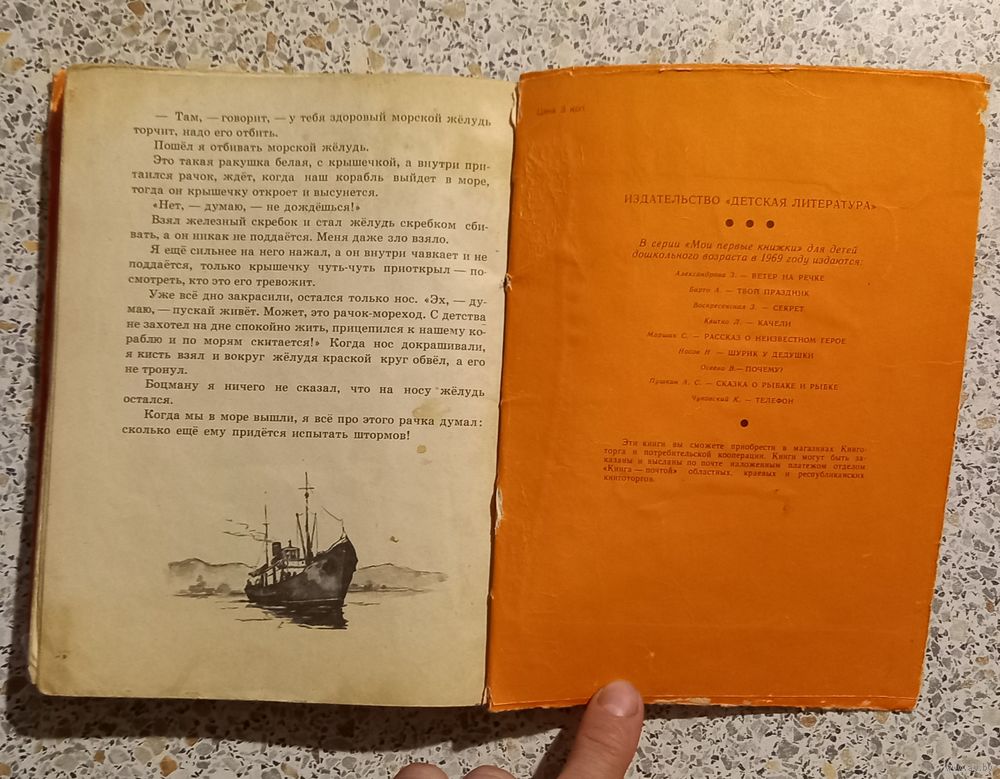 — Там, — говорит, — у тебя здоровый морской жёлудь
торчит, надо его отбить.
Пошёл я отбивать морской жёлудь.
Это такая ракушка белая, с крышечкой, а внутри при-
таился рачок, ждёт, когда наш корабль выйдет в море,
тогда он крышечку откроет и высунется.
«Нет, — думаю, — не дождёшься!»
Взял железный скребок и стал жёлудь скребком сби-
вать, а он никак не поддаётся. Меня даже зло взяло.
Я ещё сильнее на него нажал, а он внутри чавкает и не
поддаётся, только крышечку чуть-чуть приоткрыл — по-
смотреть, кто это его тревожит.
Уже всё дно закрасили, остался только нос. «Эх, — ду-
маю, — пускай живёт. Может, это рачок-мореход. С детства
не захотел на дне спокойно жить, прицепился к нашему ко-
раблю и по морям скитается!» Когда нос докрашивали,
я кисть взял и вокруг жёлудя краской круг обвёл, а его
не тронул.
Боцману я ничего не сказал, что на носу жёлудь
остался.
Когда мы в море вышли, я всё про этого рачка думал:
сколько ещё ему придётся испытать штормов!
Цена 9 коп.
ИЗДАТЕЛЬСТВО «ДЕТСКАЯ ЛИТЕРАТУРА»
В серии «Мои первые книжки» для детей
дошкольного возраста в 1969 году издаются:
Александрова З. — ВЕТЕР НА РЕЧКЕ
Барто А. — ТВОЙ ПРАЗДНИК
Воскресенская З. — СЕКРЕТ
Квитко Л. — КАЧЕЛИ
Маршак С. — РАССКАЗ О НЕИЗВЕСТНОМ ГЕРОЕ
Носов Н — ШУРИК У ДЕДУШКИ
Осеева В.— ПОЧЕМУ?
Пушкин А. С. — СКАЗКА О РЫБАКЕ И РЫБКЕ
Чуковский К. — ТЕЛЕФОН
Эти книги вы сможете приобрести в магазинах Книго-
торга и потребительской кооперации. Книги могут быть за-
казаны и высланы по почте наложенным платежом отделом
«Книга — почтой» областных, краевых и республиканских
книготоргов.